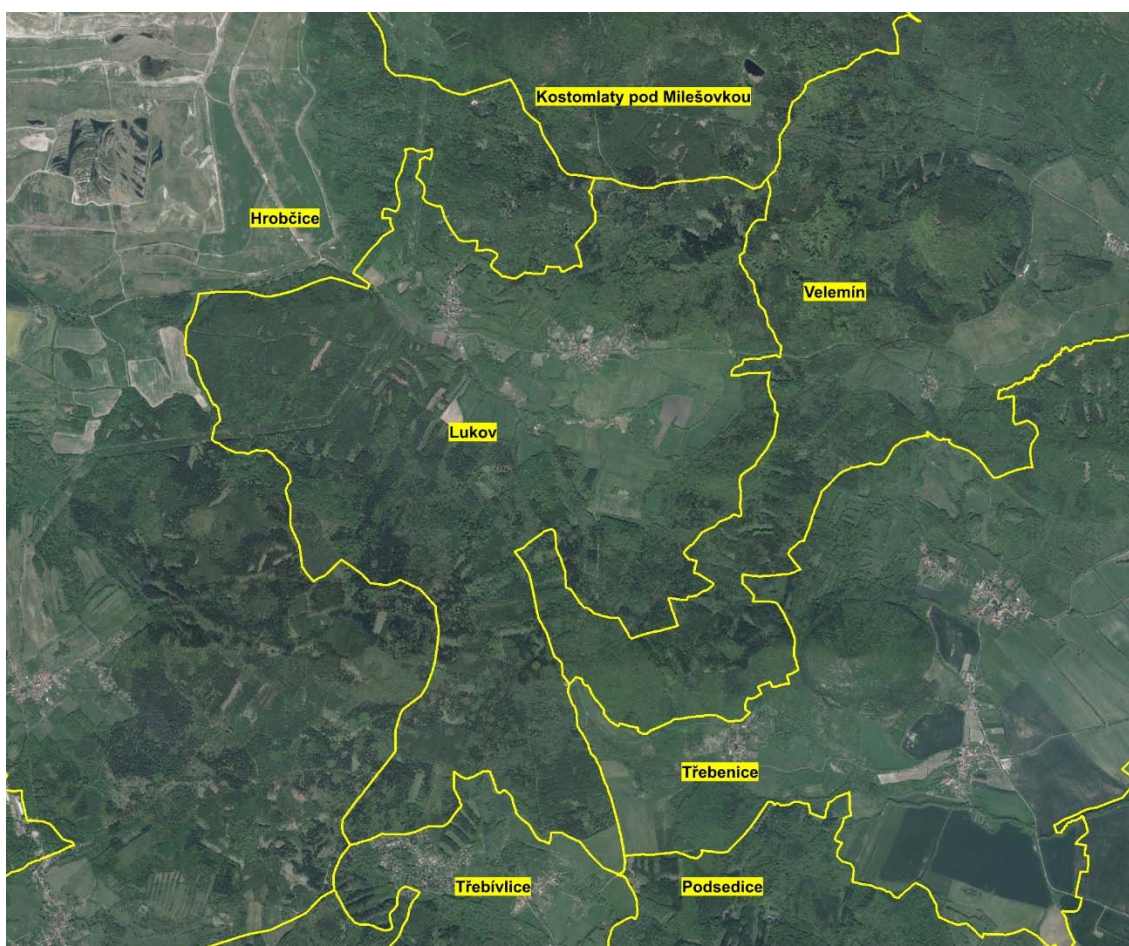 Kostomlaty pod Milešovkou
Hrobčice
Velemín
Lukov
Třebenice
Třebívlice
Podsedice